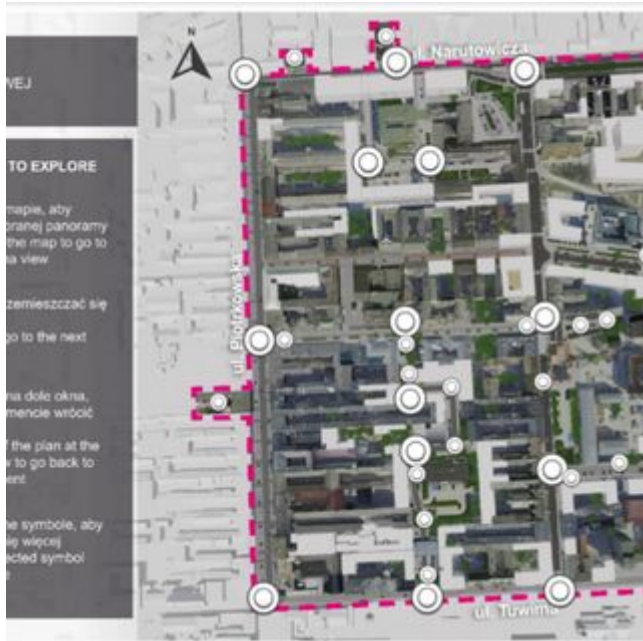 WEJ
TO EXPLORE
mapie, aby
branej panoramy
the map to go to
a view
zemieszczać się
go to the next
na dole okna,
mencie wrócić
f the plan at the
w to go back to
ent
ne symbole, aby
się więcej
ected symbol
e
N
ul. Narutowicza
ul. Piotrkowska
ul. Tuwima